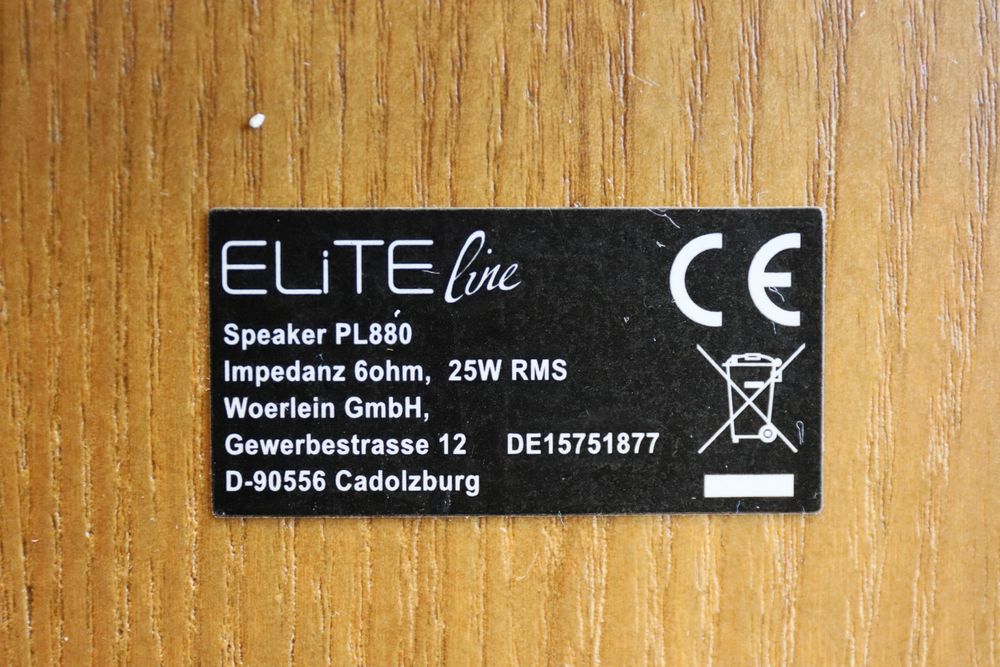 ELiTE line
CE
Speaker PL880
Impedanz 6ohm, 25W RMS
Woerlein GmbH,
Gewerbestrasse 12 DE15751877
D-90556 Cadolzburg